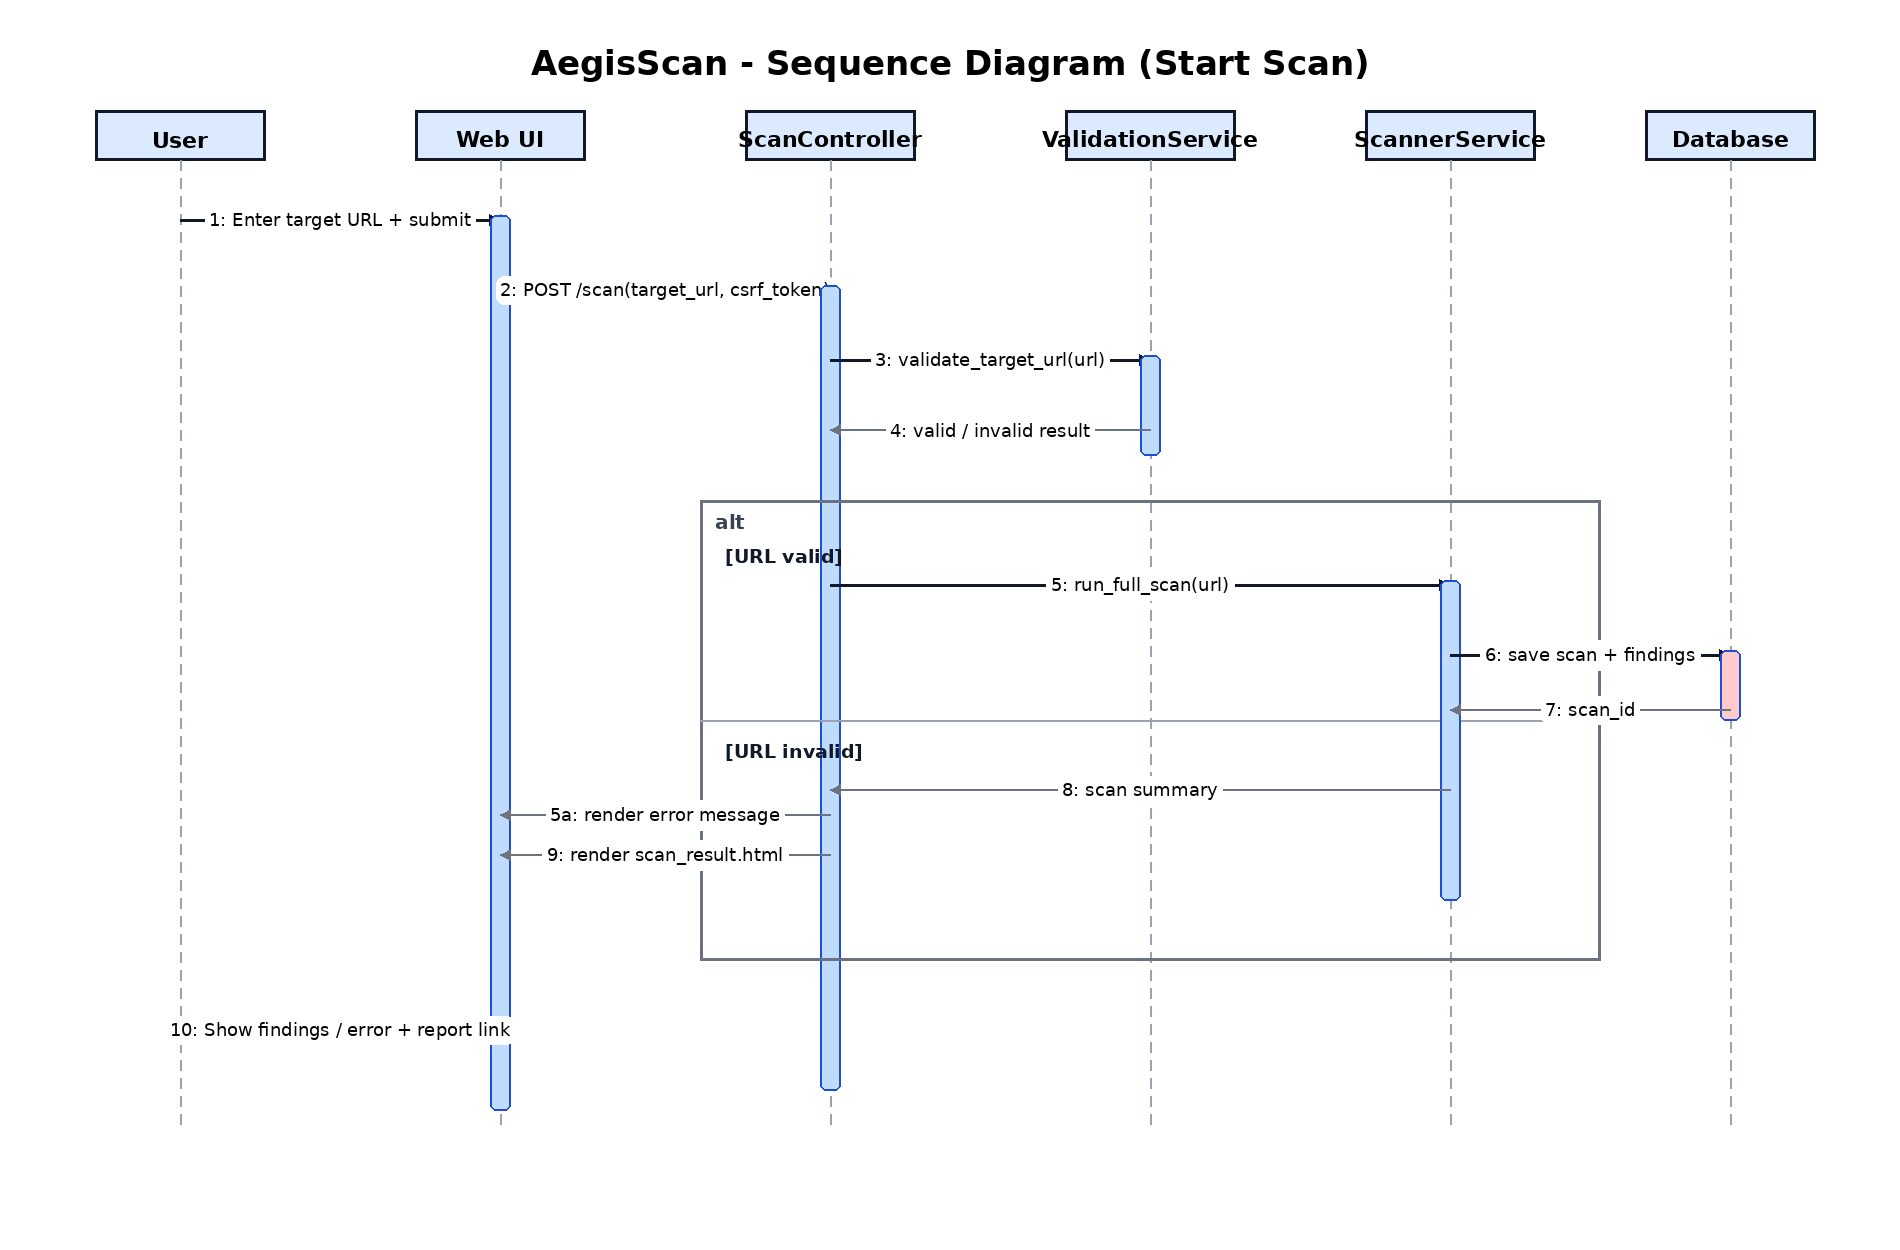 AegisScan - Sequence Diagram (Start Scan)
User
Web UI
ScanController
ValidationService
ScannerService
Database
1: Enter target URL + submit
2: POST /scan(target_url, csrf_token)
3: validate_target_url(url)
4: valid / invalid result
alt
[URL valid]
5: run_full_scan(url)
6: save scan + findings
7: scan_id
[URL invalid]
8: scan summary
5a: render error message
9: render scan_result.html
10: Show findings / error + report link